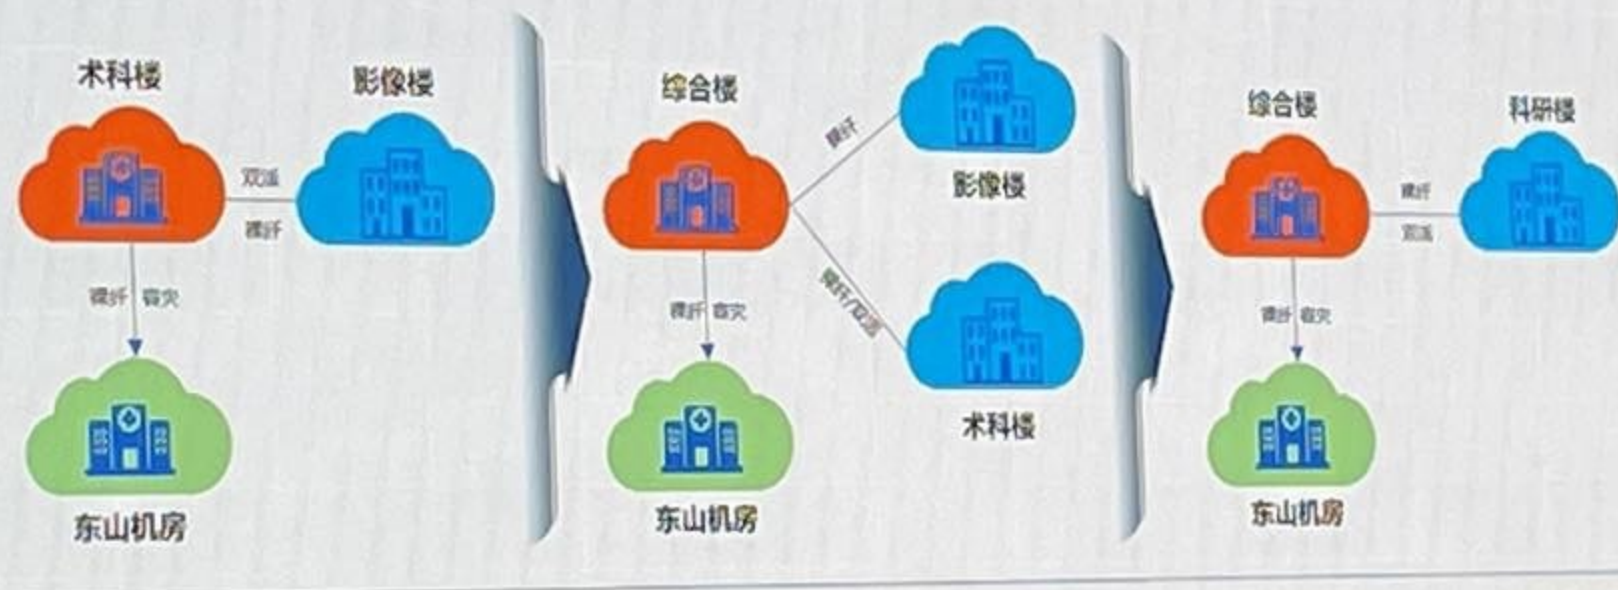 术科楼
影像楼
双活
裸纤
裸纤 容灾
东山机房
综合楼
裸纤
影像楼
裸纤/双活
术科楼
裸纤 容灾
东山机房
综合楼
科研楼
裸纤
双活
裸纤 容灾
东山机房